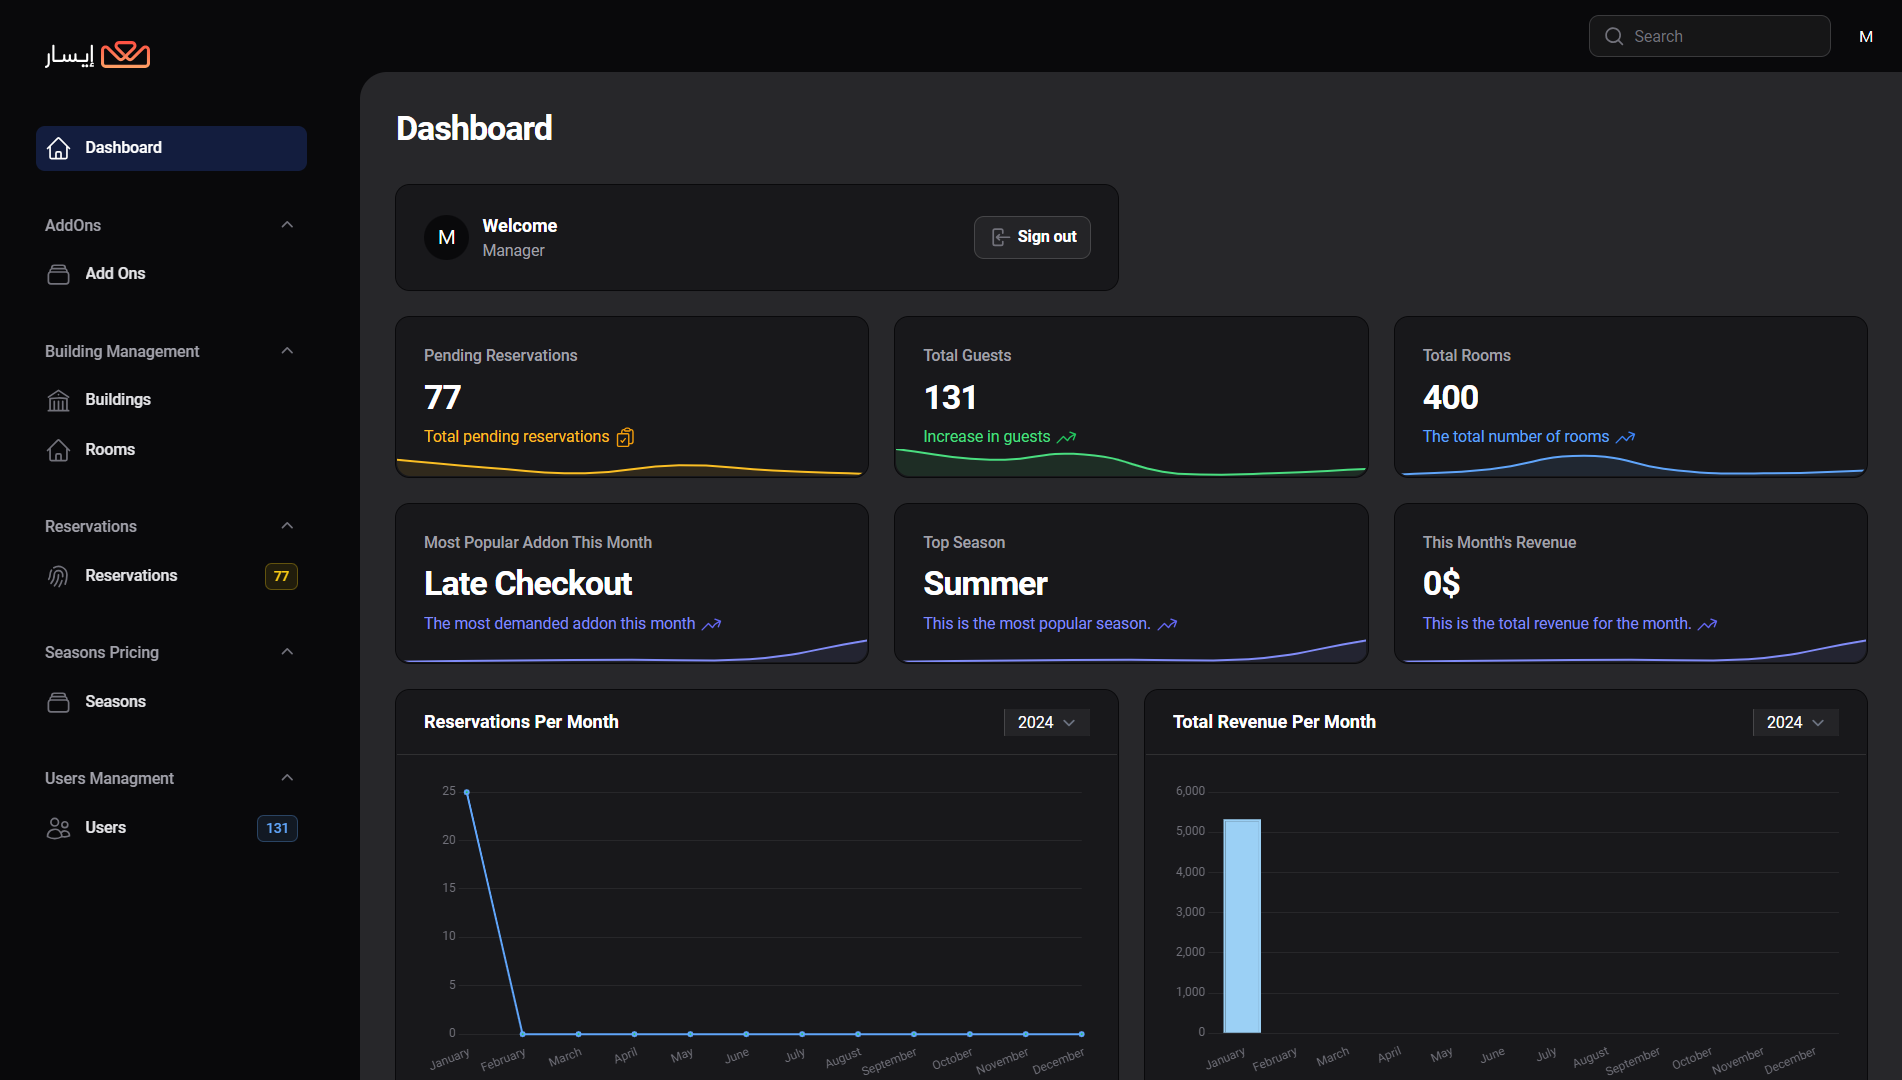 إيسار
Search
M
Dashboard
AddOns
Add Ons
Building Management
Buildings
Rooms
Reservations
Reservations
77
Seasons Pricing
Seasons
Users Managment
Users
131
Dashboard
M
Welcome
Manager
Sign out
Pending Reservations
77
Total pending reservations
Total Guests
131
Increase in guests
Total Rooms
400
The total number of rooms
Most Popular Addon This Month
Late Checkout
The most demanded addon this month
Top Season
Summer
This is the most popular season.
This Month's Revenue
0$
This is the total revenue for the month.
Reservations Per Month
2024
25
20
15
10
5
0
January
February
March
April
May
June
July
August
September
October
November
December
Total Revenue Per Month
2024
6,000
5,000
4,000
3,000
2,000
1,000
0
January
February
March
April
May
June
July
August
September
October
November
December